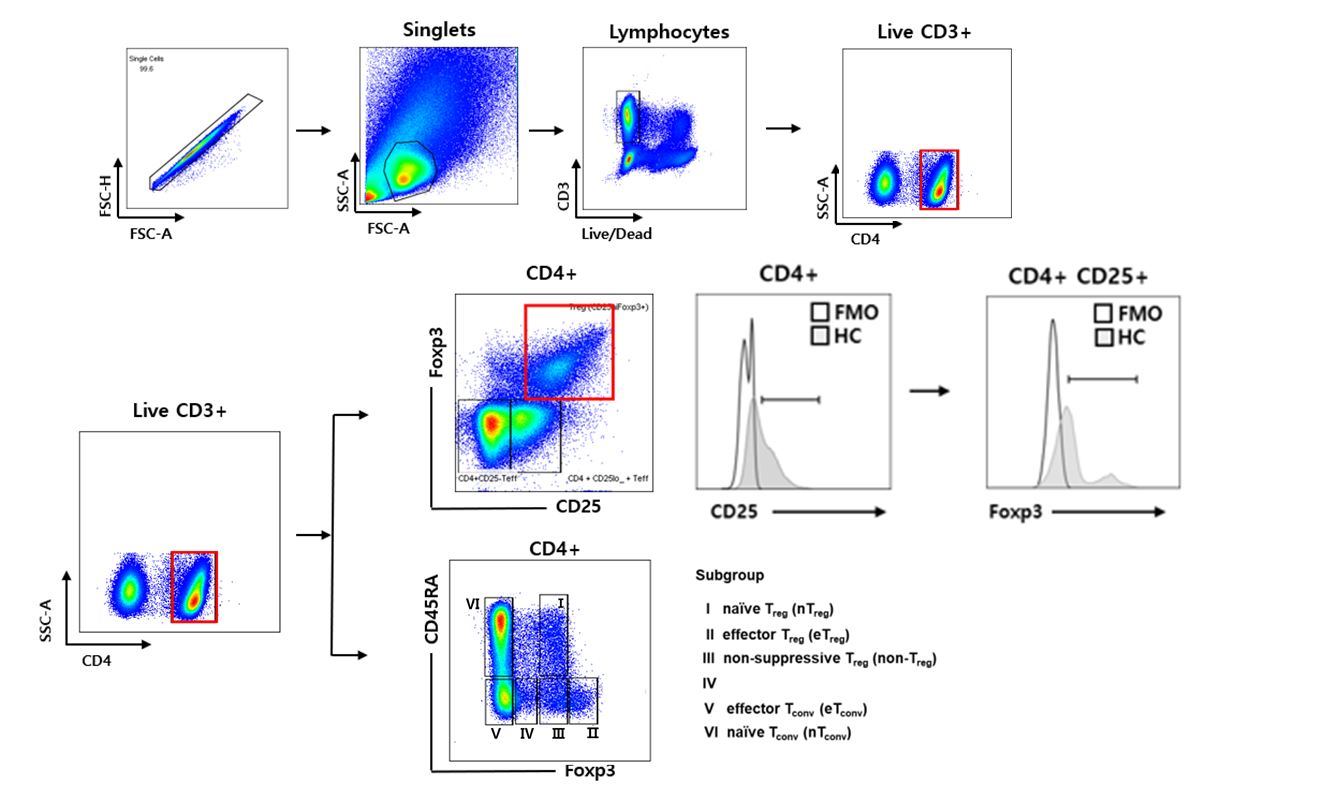 Singlets
Lymphocytes
Live CD3+
Single Cells
99.6
FSC-H
FSC-A
SSC-A
FSC-A
CD3
Live/Dead
SSC-A
CD4
CD4+
CD4+
CD4+ CD25+
Foxp3
CD4+CD25-Teff
CD4 + CD25lo_ + Teff
CD25
FMO
HC
CD25
FMO
HC
Foxp3
Live CD3+
SSC-A
CD4
CD4+
CD45RA
VI
I
V IV III II
Foxp3
Subgroup
I naïve Treg (nTreg)
II effector Treg (eTreg)
III non-suppressive Treg (non-Treg)
IV
V effector Tconv (eTconv)
VI naïve Tconv (nTconv)